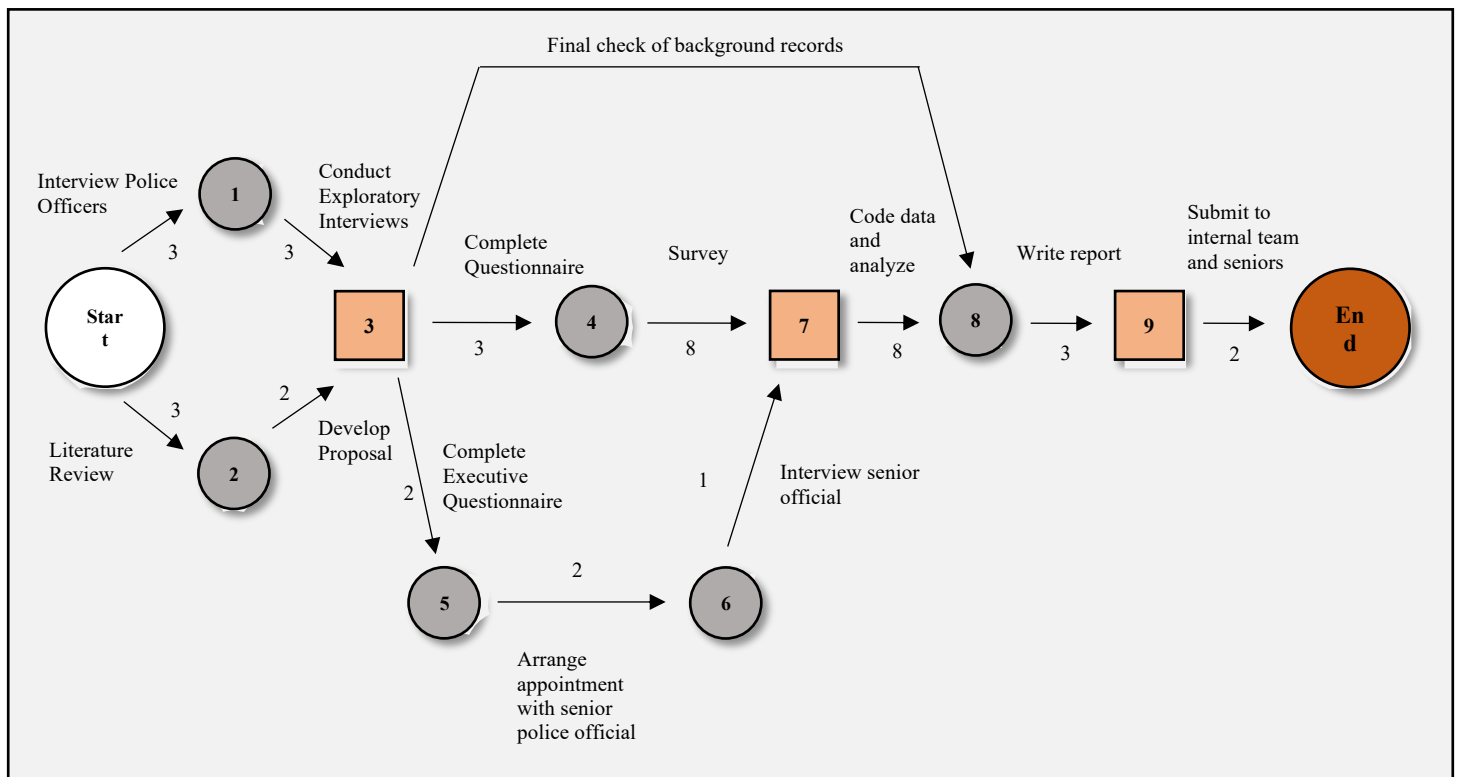 Final check of background records
Interview Police
Officers
1
Conduct
Exploratory
Interviews
3
3
Star
t
3
Complete
Questionnaire
3
4
Survey
8
7
Code data
and
analyze
8
8
Write report
3
9
Submit to
internal team
and seniors
2
En
d
3
Literature
Review
2
2
Develop
Proposal
Complete
Executive
Questionnaire
2
1
Interview senior
official
5
2
6
Arrange
appointment
with senior
police official